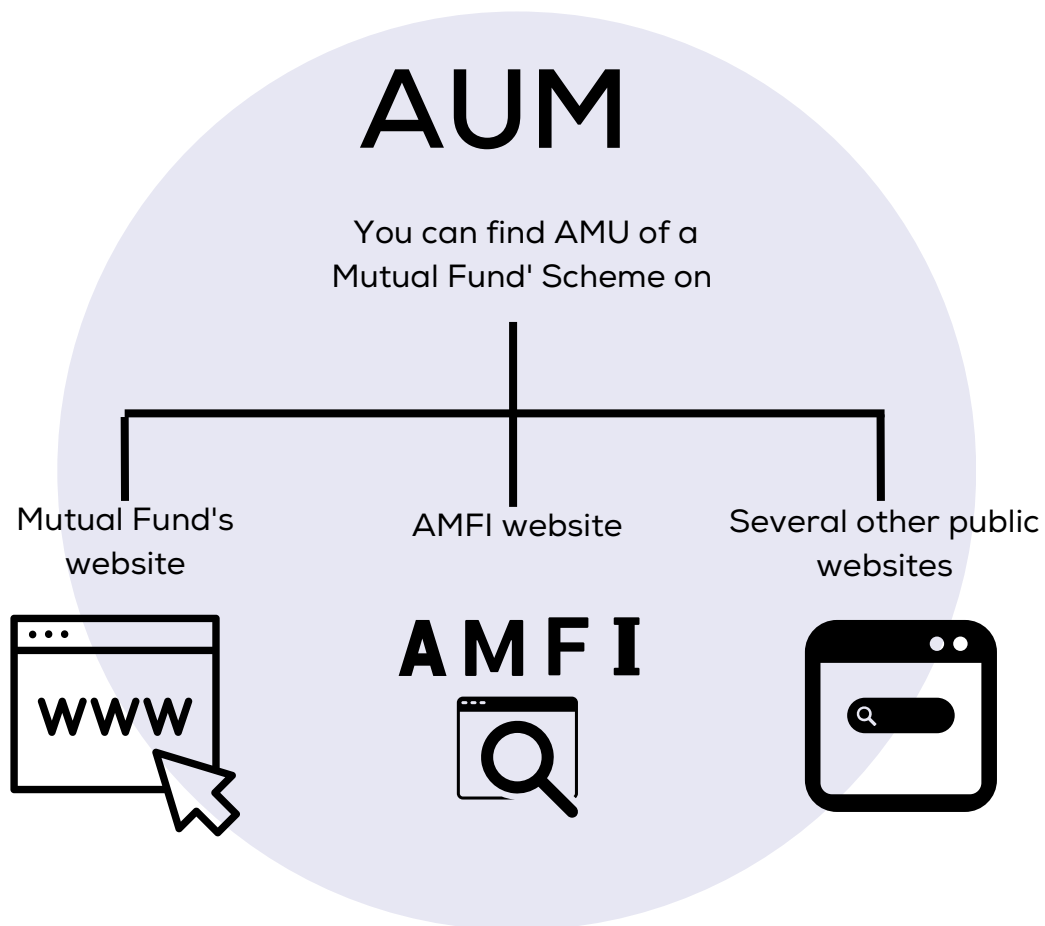 AUM
You can find AMU of a
Mutual Fund' Scheme on
Mutual Fund's
website
AMFI website
Several other public
websites
WWW
AMFI